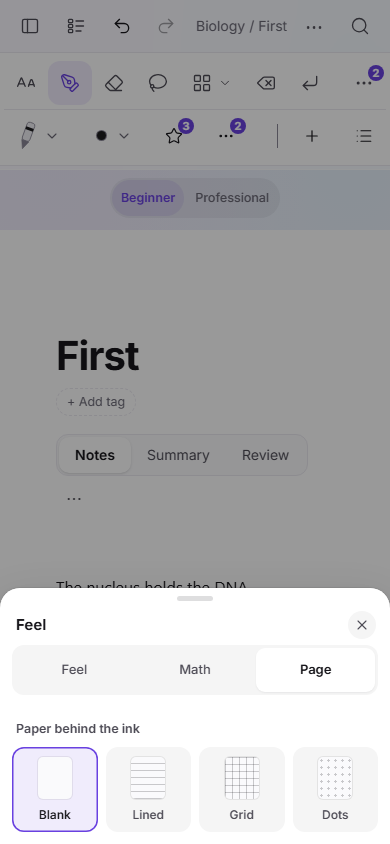 Biology / First
AA
2
3
2
Beginner
Professional
First
+ Add tag
Notes
Summary
Review
The nucleus holds the DNA
Feel
Feel
Math
Page
Paper behind the ink
Blank
Lined
Grid
Dots